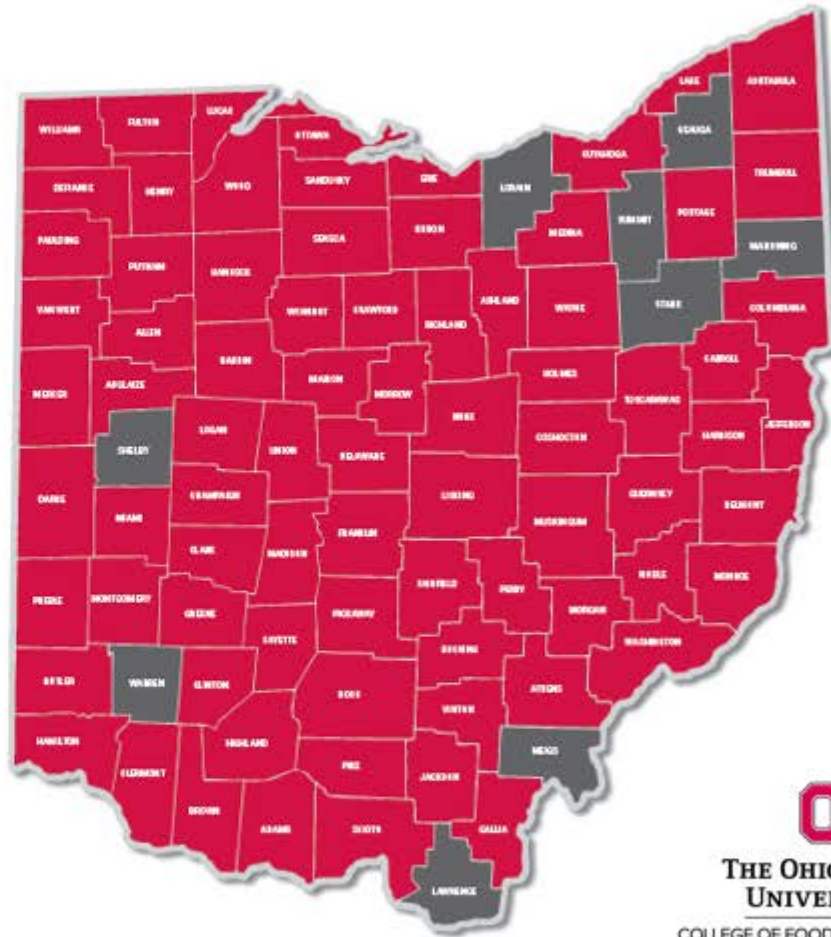 LAKE
ASHTABULA
LUCAS
FULTON
WILLIAMS
OTTAWA
GEAUGA
CUYAHOGA
TRUMBULL
DEFIANCE
HENRY
WOOD
SANDUSKY
ERIE
LORAIN
SUMMIT
PORTAGE
MEDINA
HURON
SENECA
MAHONING
PAULDING
PUTNAM
HANCOCK
ASHLAND
WAYNE
STARK
COLUMBIANA
VAN WERT
WYANDOT
CRAWFORD
RICHLAND
ALLEN
HARDIN
CARROLL
HOLMES
MARION
MORROW
MERCER
AUGLAIZE
TUSCARAWAS
JEFFERSON
KNOX
LOGAN
COSHOCTON
HARRISON
SHELBY
UNION
DELAWARE
DARKE
CHAMPAIGN
LICKING
GUERNSEY
BELMONT
MIAMI
MUSKINGUM
FRANKLIN
CLARK
MADISON
NOBLE
MONROE
FAIRFIELD
PERRY
PREBLE
MONTGOMERY
GREENE
PICKAWAY
MORGAN
FAYETTE
WASHINGTON
HOCKING
BUTLER
WARREN
CLINTON
ROSS
ATHENS
VINTON
HAMILTON
HIGHLAND
MEIGS
PIKE
CLERMONT
JACKSON
BROWN
ADAMS
SCIOTO
GALLIA
LAWRENCE
THE OHIO
UNIVE
COLLEGE OF FOOD